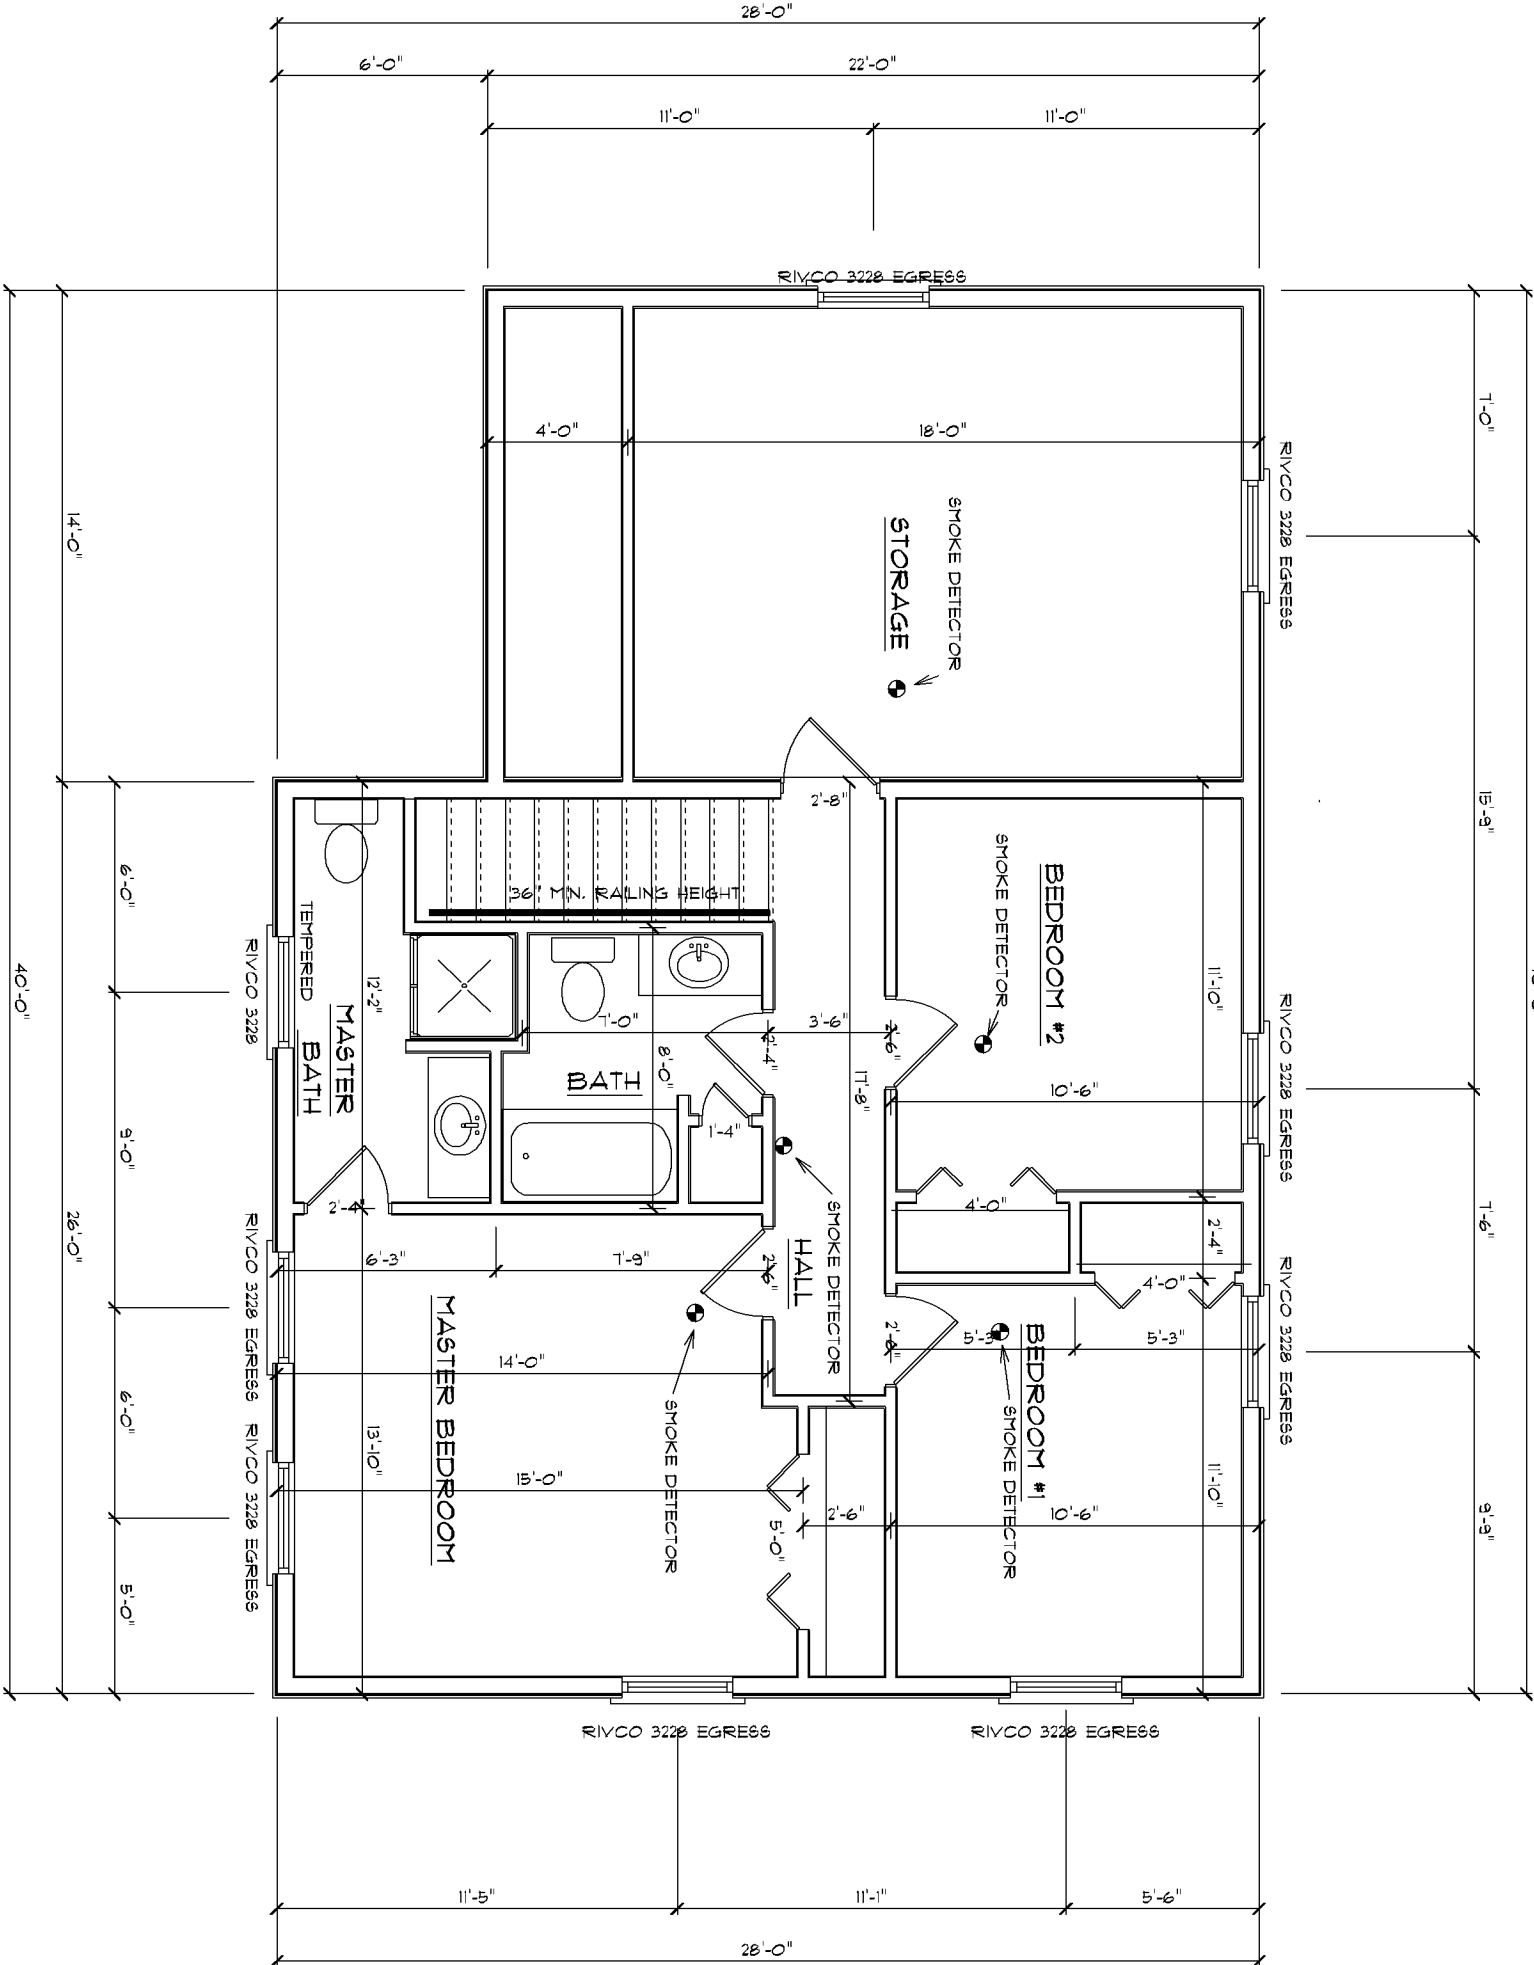 28'-0"
6'-0"
22'-0"
11'-0"
11'-0"
RIVCO 3228 EGRESS
7'-0"
4'-0"
18'-0"
RIVCO 3228 EGRESS
14'-0"
SMOKE DETECTOR
STORAGE
2'-8"
15'-9"
6'-0"
36" MIN. RAILING HEIGHT
SMOKE DETECTOR
BEDROOM #2
TEMPERED
RIVCO 3228
12'-2"
11'-10"
RIVCO 3228 EGRESS
40'-0"
MASTER
BATH
7'-0"
3'-6"
2'-4"
2'-6"
8'-0"
BATH
17'-8"
10'-6"
9'-0"
1'-4"
2'-4"
4'-0"
2'-4"
7'-6"
26'-0"
SMOKE DETECTOR
HALL
RIVCO 3228 EGRESS
6'-3"
7'-9"
2'-6"
4'-0"
RIVCO 3228 EGRESS
MASTER BEDROOM
14'-0"
2'-6"
5'-3"
5'-3"
BEDROOM #1
SMOKE DETECTOR
SMOKE DETECTOR
6'-0"
13'-10"
11'-10"
RIVCO 3228 EGRESS
15'-0"
2'-6"
10'-6"
5'-0"
9'-9"
5'-0"
RIVCO 3228 EGRESS
RIVCO 3228 EGRESS
11'-5"
11'-1"
5'-6"
28'-0"